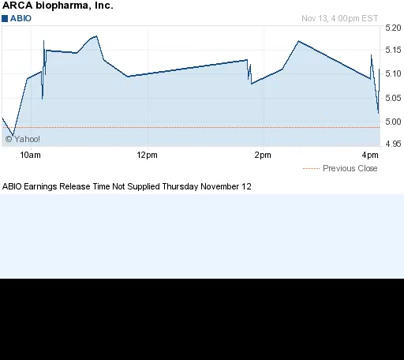 ARCA biopharma, Inc.
ABIO Nov 13, 4:00pm EST
5.20
5.15
5.10
5.05
5.00
4.95
© Yahoo!
10am 12pm 2pm 4pm
Previous Close
ABIO Earnings Release Time Not Supplied Thursday November 12